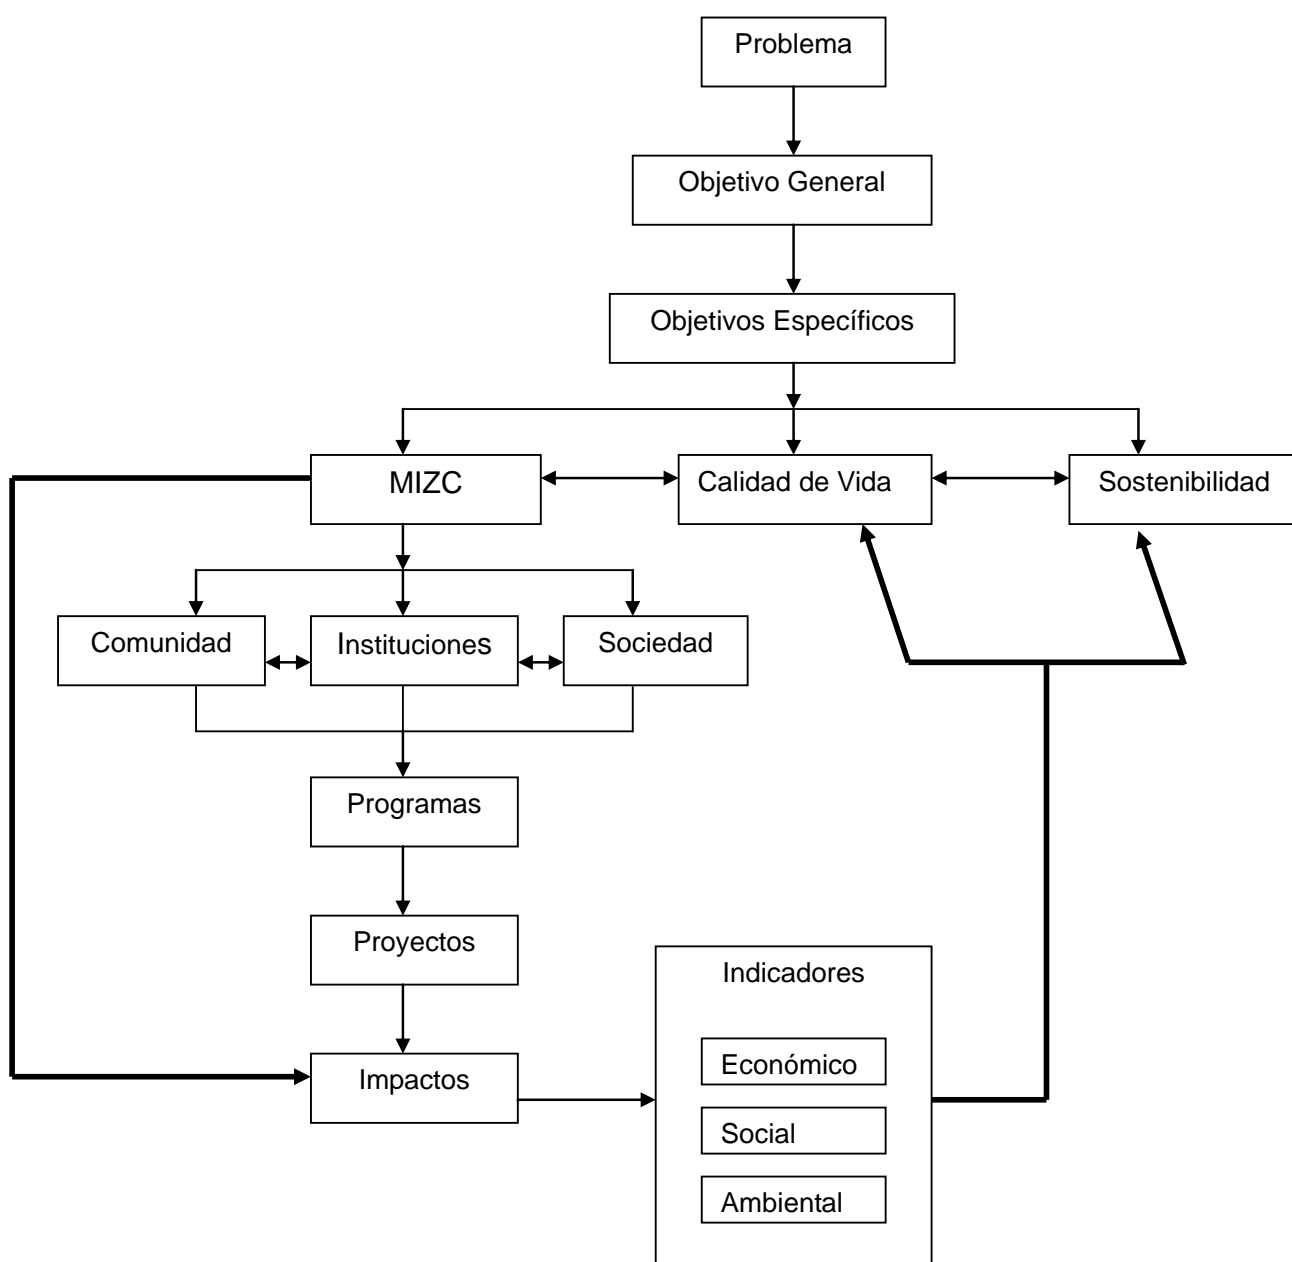 Problema
Objetivo General
Objetivos Específicos
MIZC
Calidad de Vida
Sostenibilidad
Comunidad
Instituciones
Sociedad
Programas
Proyectos
Impactos
Indicadores
Económico
Social
Ambiental